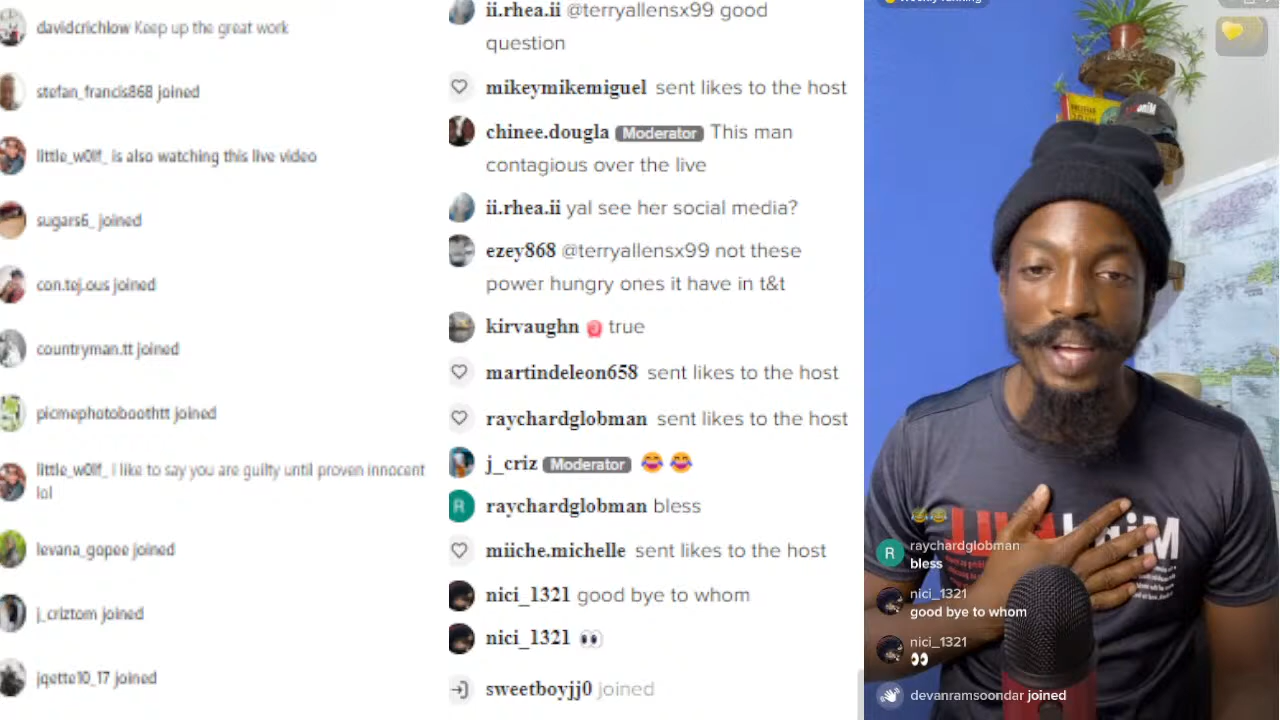 davidcrichlow Keep up the great work
stefan_francis868 joined
little_w0lf_ is also watching this live video
sugars6_ joined
con.tej.ous joined
countryman.tt joined
picmephotoboothtt joined
little_w0lf_ I like to say you are guilty until proven innocent
lol
levana_gopee joined
j_criztom joined
jqette10_17 joined
ii.rhea.ii @terryallensx99 good
question
mikeymikemiguel sent likes to the host
chinee.dougla Moderator This man
contagious over the live
ii.rhea.ii yal see her social media?
ezey868 @terryallensx99 not these
power hungry ones it have in t&t
kirvaughn true
martindeleon658 sent likes to the host
raychardglobman sent likes to the host
j_criz Moderator 😂 😂
R raychardglobman bless
miiche.michelle sent likes to the host
nici_1321 good bye to whom
nici_1321 👀
sweetboyjj0 joined
Weekly ranking
😂😂
R raychardglobman
bless
nici_1321
good bye to whom
nici_1321
👀
devanramsoondar joined